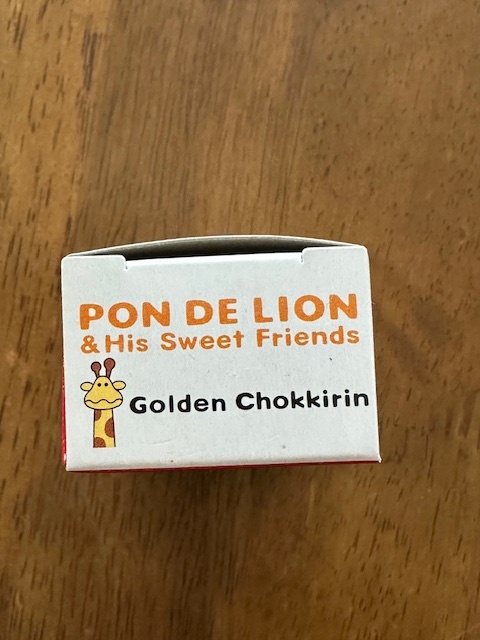 PON DE LION
& His Sweet Friends
Golden Chokkirin